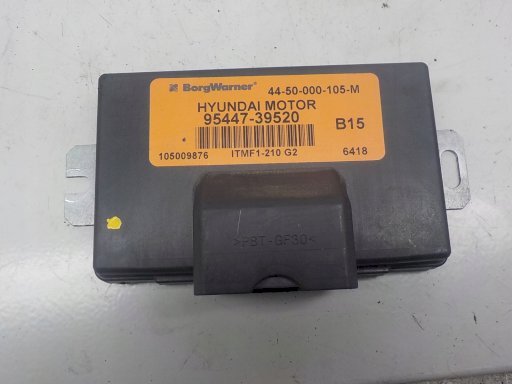 BorgWarner 44-50-000-105-M
HYUNDAI MOTOR
95447-39520
B15
105009876 ITMF1-210 G2 6418
>PBT-GF30<